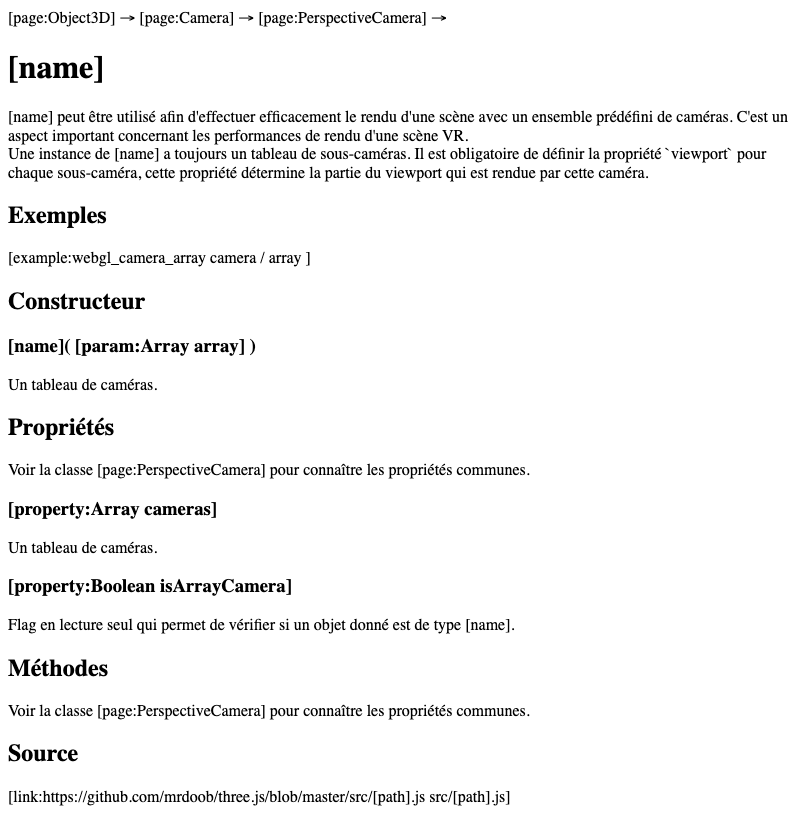 [page:Object3D] → [page:Camera] → [page:PerspectiveCamera] →
[name]
[name] peut être utilisé afin d'effectuer efficacement le rendu d'une scène avec un ensemble prédéfini de caméras. C'est un
aspect important concernant les performances de rendu d'une scène VR.
Une instance de [name] a toujours un tableau de sous-caméras. Il est obligatoire de définir la propriété `viewport` pour
chaque sous-caméra, cette propriété détermine la partie du viewport qui est rendue par cette caméra.
Exemples
[example:webgl_camera_array camera / array ]
Constructeur
[name]( [param:Array array] )
Un tableau de caméras.
Propriétés
Voir la classe [page:PerspectiveCamera] pour connaître les propriétés communes.
[property:Array cameras]
Un tableau de caméras.
[property:Boolean isArrayCamera]
Flag en lecture seul qui permet de vérifier si un objet donné est de type [name].
Méthodes
Voir la classe [page:PerspectiveCamera] pour connaître les propriétés communes.
Source
[link:https://github.com/mrdoob/three.js/blob/master/src/[path].js src/[path].js]